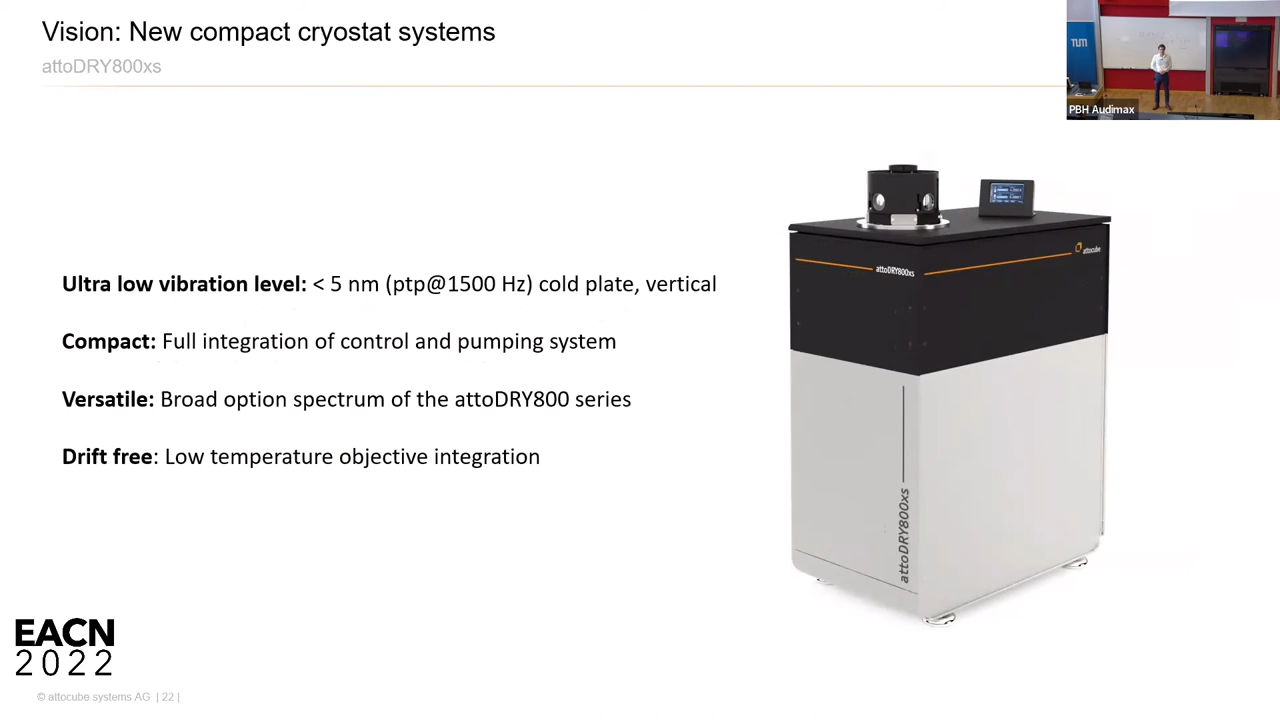 Vision: New compact cryostat systems
attoDRY800xs
TUM
PBH Audimax
attocube
attoDRY800xs
Ultra low vibration level: < 5 nm (ptp@1500 Hz) cold plate, vertical
Compact: Full integration of control and pumping system
Versatile: Broad option spectrum of the attoDRY800 series
Drift free: Low temperature objective integration
attoDRY800xs
EACN
2022
© attocube systems AG | 22 |